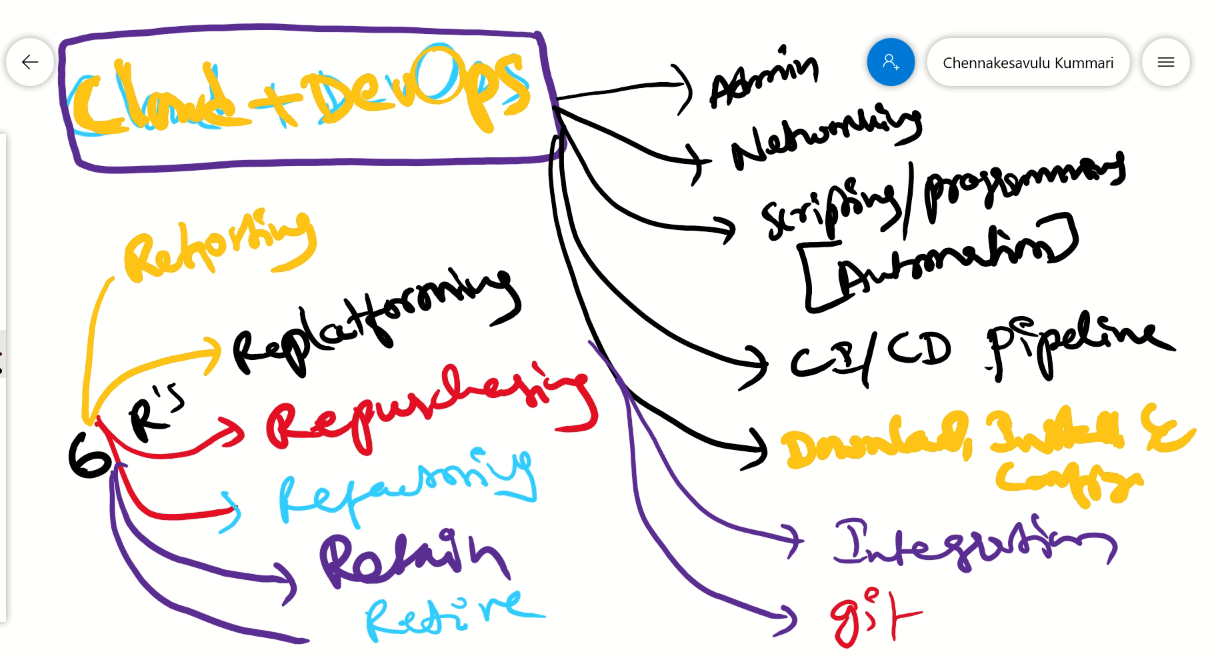 Cloud + DevOps
Chennakesavulu Kummari
Admin
Networking
Scripting/programming
[Automation]
CI/CD Pipeline
Download, Install &
Config
Integration
git
6 R's
Rehosting
Replatforming
Repurchasing
Refactoring
Retain
Retire